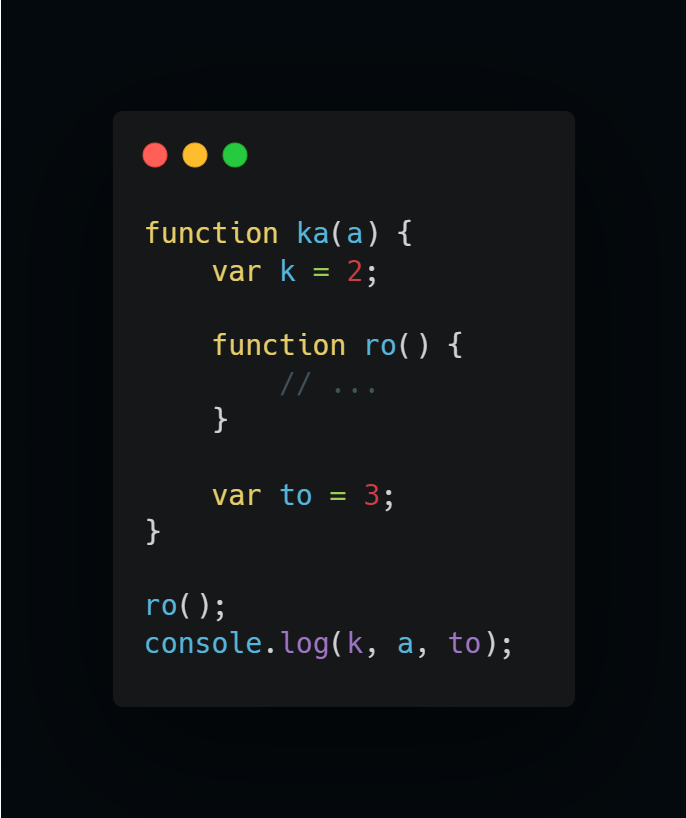 function ka(a) {
    var k = 2;

    function ro() {
        // ...
    }

    var to = 3;
}

ro();
console.log(k, a, to);